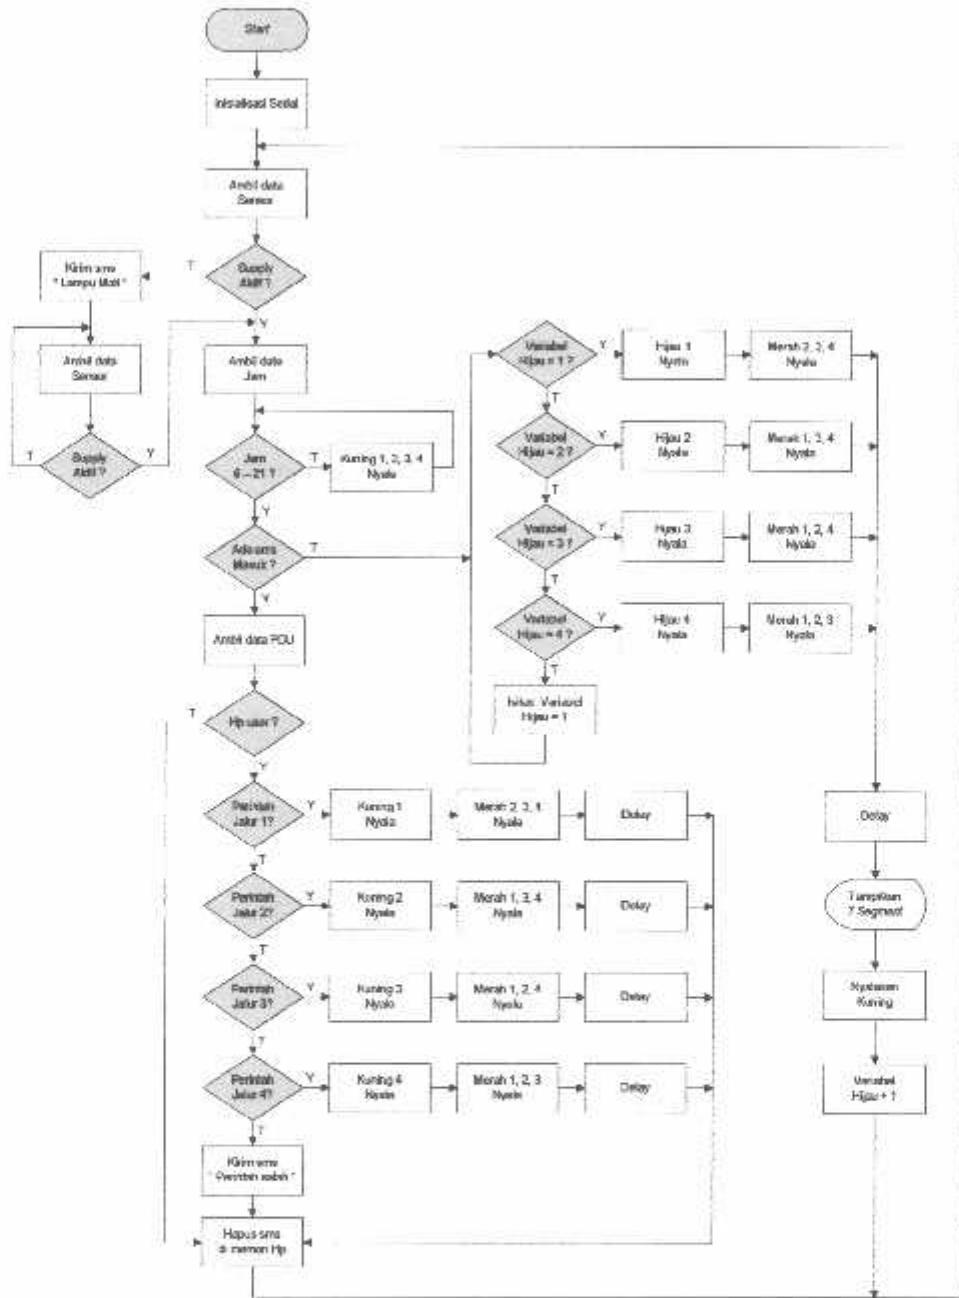 Start
Inisialisasi Serial
Ambil data
Sensor
Supply
Aktif ?
T
Y
Kirim sms
" Lampu Mati "
Ambil data
Sensor
Supply
Aktif ?
T
Y
Ambil data
Jam
Jam
6 – 21 ?
T
Y
Kuning 1, 2, 3, 4
Nyala
Ada sms
Masuk ?
T
Y
Variabel
Hijau = 1 ?
Y
T
Hijau 1
Nyala
Merah 2, 3, 4
Nyala
Variabel
Hijau = 2 ?
Y
T
Hijau 2
Nyala
Merah 1, 3, 4
Nyala
Variabel
Hijau = 3 ?
Y
T
Hijau 3
Nyala
Merah 1, 2, 4
Nyala
Variabel
Hijau = 4 ?
Y
T
Hijau 4
Nyala
Merah 1, 2, 3
Nyala
Variabel
Hijau = 1
Ambil data PDU
Hp user ?
T
Y
Perintah
Jalur 1?
Y
T
Kuning 1
Nyala
Merah 2, 3, 4
Nyala
Delay
Perintah
Jalur 2?
Y
T
Kuning 2
Nyala
Merah 1, 3, 4
Nyala
Delay
Perintah
Jalur 3?
Y
T
Kuning 3
Nyala
Merah 1, 2, 4
Nyala
Delay
Perintah
Jalur 4?
Y
T
Kuning 4
Nyala
Merah 1, 2, 3
Nyala
Delay
Kirim sms
" Perintah salah "
Hapus sms
di memori Hp
Delay
Tampilkan
7 Segment
Nyalakan
Kuning
Variabel
Hijau + 1